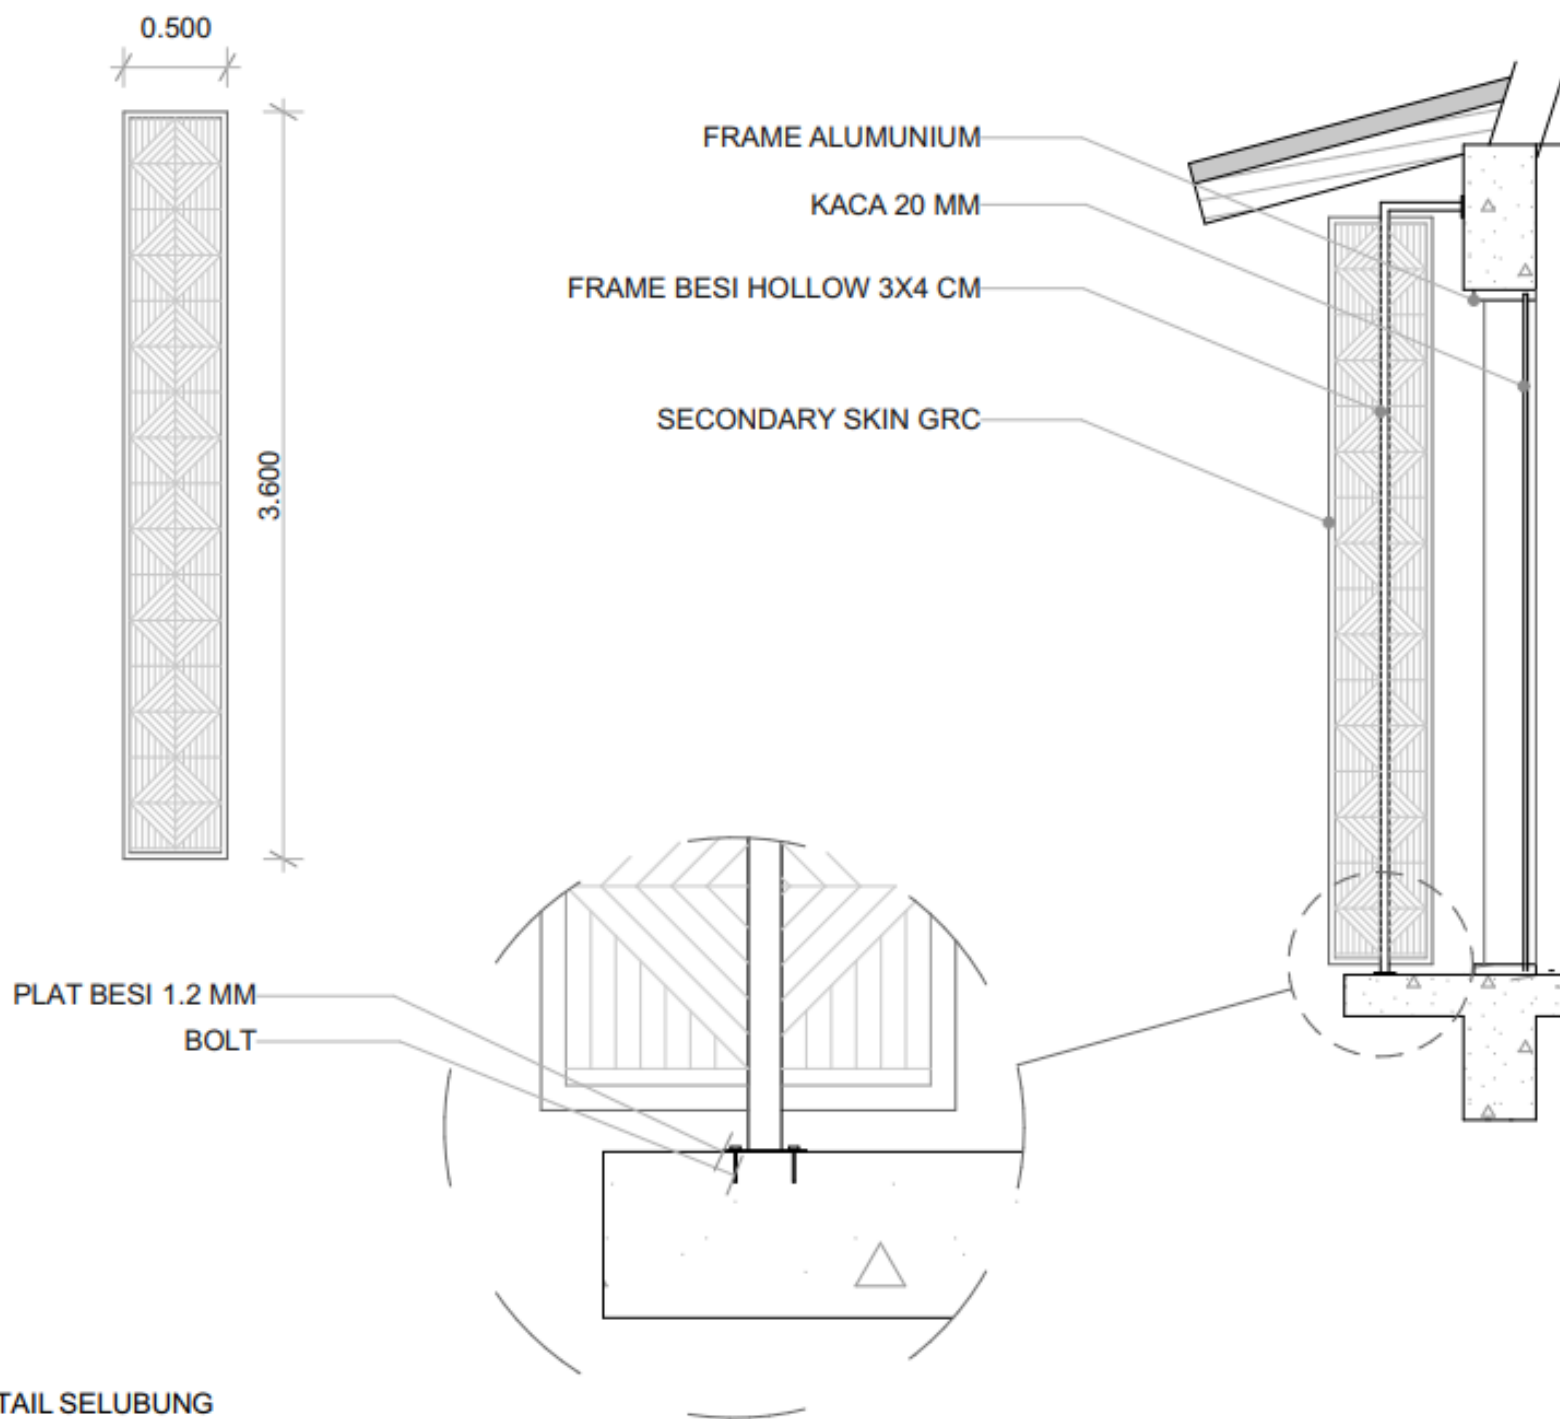 0.500
3.600
FRAME ALUMUNIUM
KACA 20 MM
FRAME BESI HOLLOW 3X4 CM
SECONDARY SKIN GRC
PLAT BESI 1.2 MM
BOLT
TAIL SELUBUNG